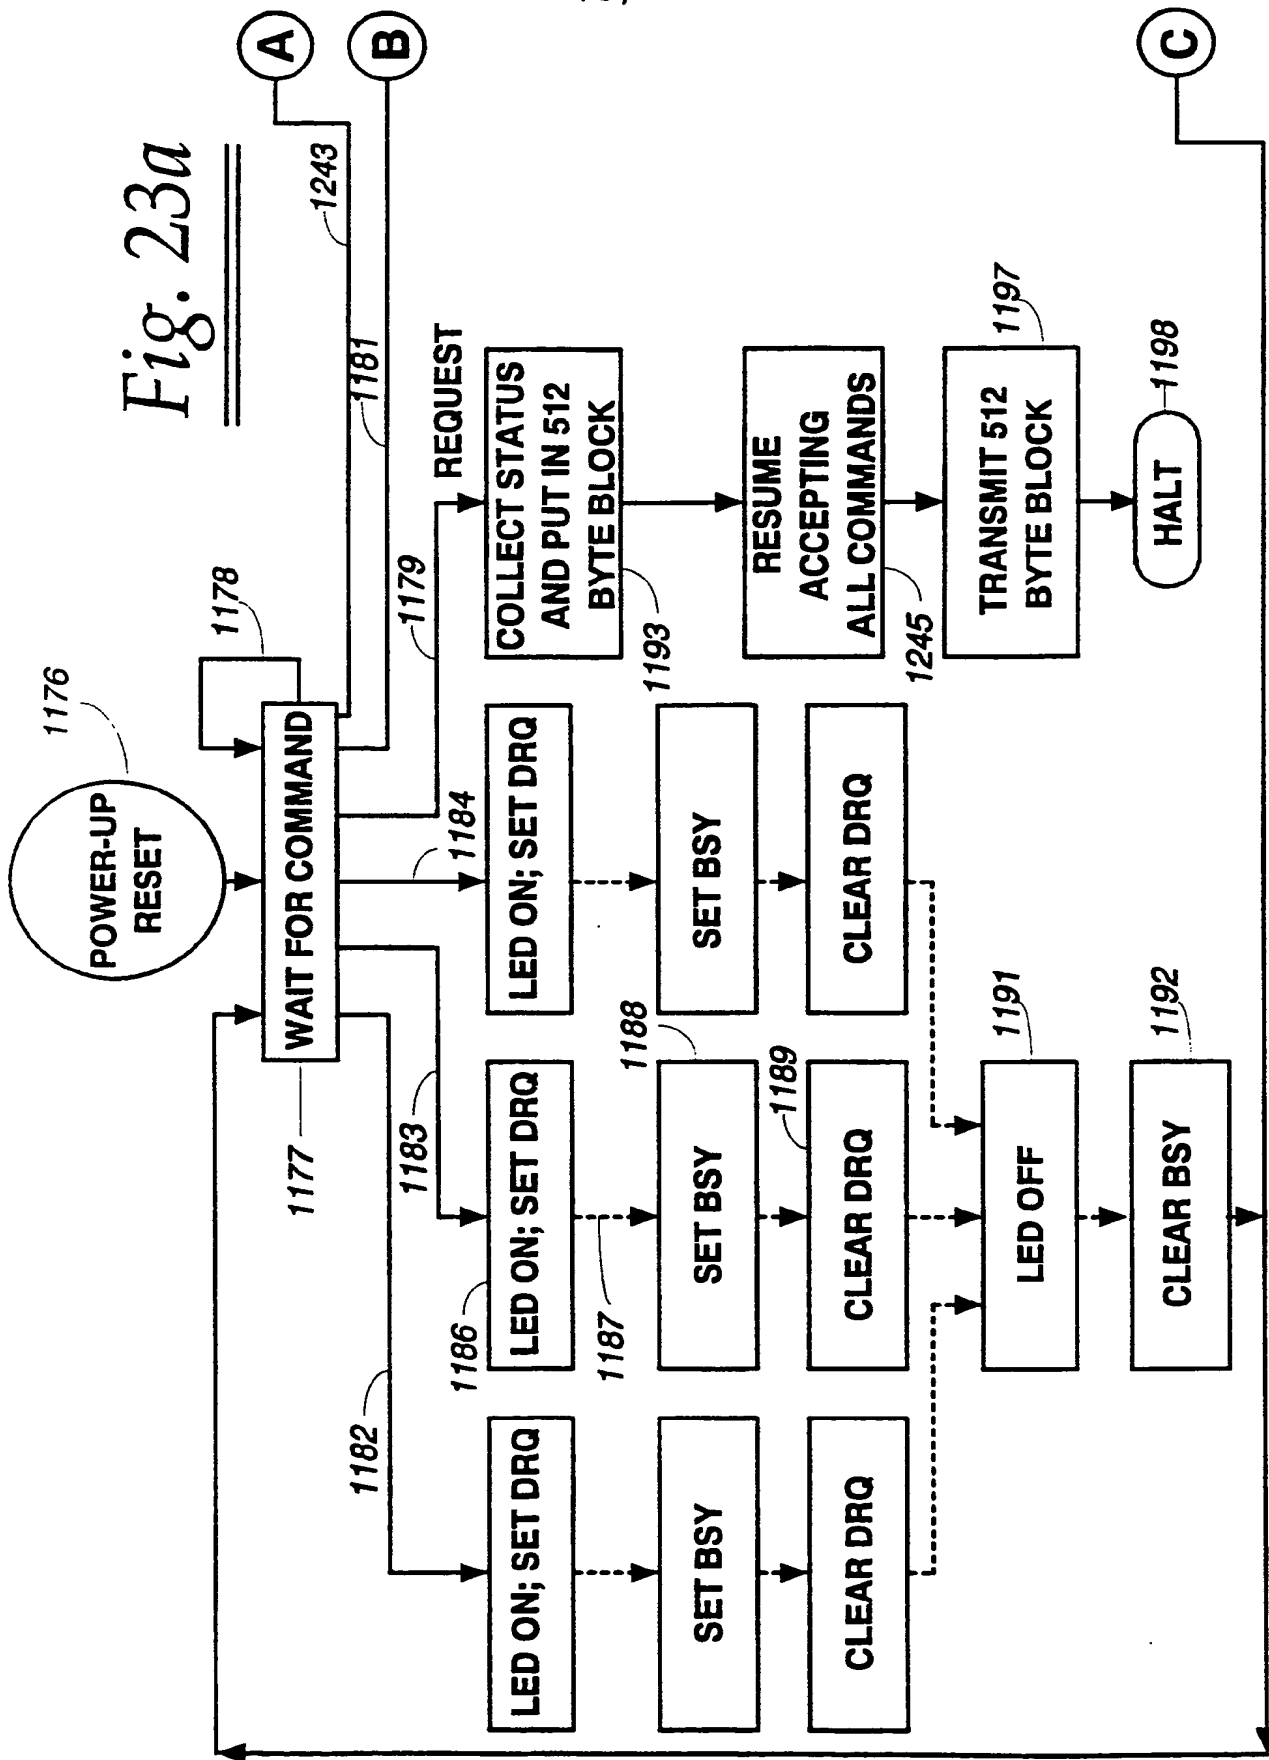 Fig. 23a
A
B
C
1243
1181
1176
POWER-UP
RESET
1178
WAIT FOR COMMAND
1177
1182
1183
1184
1179
REQUEST
LED ON; SET DRQ
LED ON; SET DRQ
1186
LED ON; SET DRQ
COLLECT STATUS
AND PUT IN 512
BYTE BLOCK
1193
1187
SET BSY
SET BSY
1188
SET BSY
RESUME
ACCEPTING
ALL COMMANDS
1245
CLEAR DRQ
CLEAR DRQ
1189
CLEAR DRQ
TRANSMIT 512
BYTE BLOCK
1197
LED OFF
1191
HALT
1198
CLEAR BSY
1192